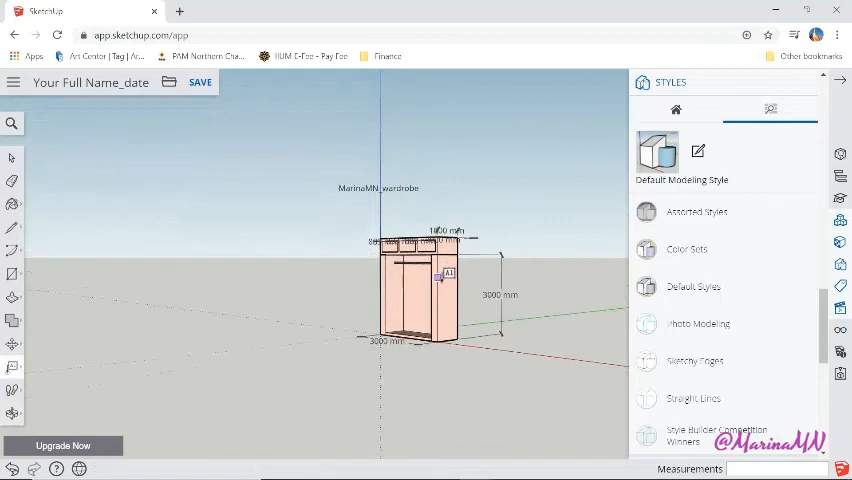 SketchUp
app.sketchup.com/app
Apps
Art Center | Tag | Ar...
PAM Northern Cha...
IIUM E-Fee - Pay Fee
Finance
Other bookmarks
Your Full Name_date
SAVE
STYLES
Default Modeling Style
MarinaMN_wardrobe
Assorted Styles
1800 mm
Color Sets
A1
Default Styles
3000 mm
Photo Modeling
3000 mm
Sketchy Edges
Straight Lines
Style Builder Competition
Winners
@MarinaMN
Upgrade Now
Measurements